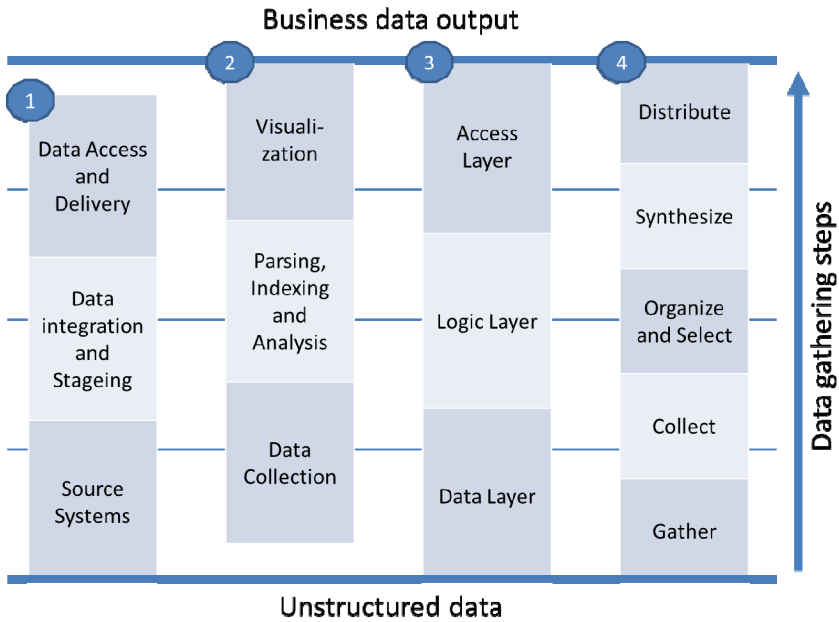 Business data output
1
Data Access
and
Delivery
Data
integration
and
Stageing
Source
Systems
2
Visuali-
zation
Parsing,
Indexing
and
Analysis
Data
Collection
3
Access
Layer
Logic Layer
Data Layer
4
Distribute
Synthesize
Organize
and Select
Collect
Gather
Data gathering steps
Unstructured data